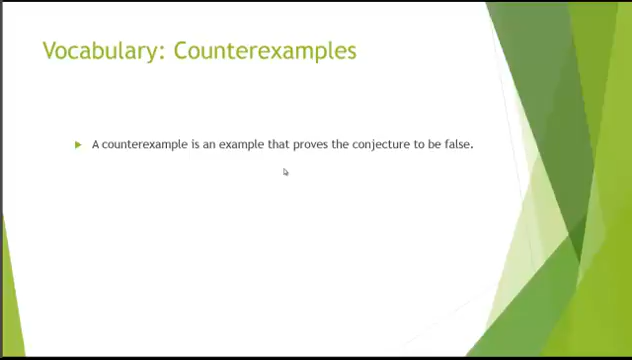 Vocabulary: Counterexamples
A counterexample is an example that proves the conjecture to be false.